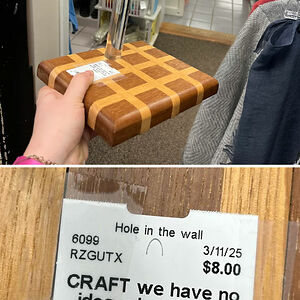 Hole in the wall
6099 3/11/25
RZGUTX $8.00
CRAFT we have no